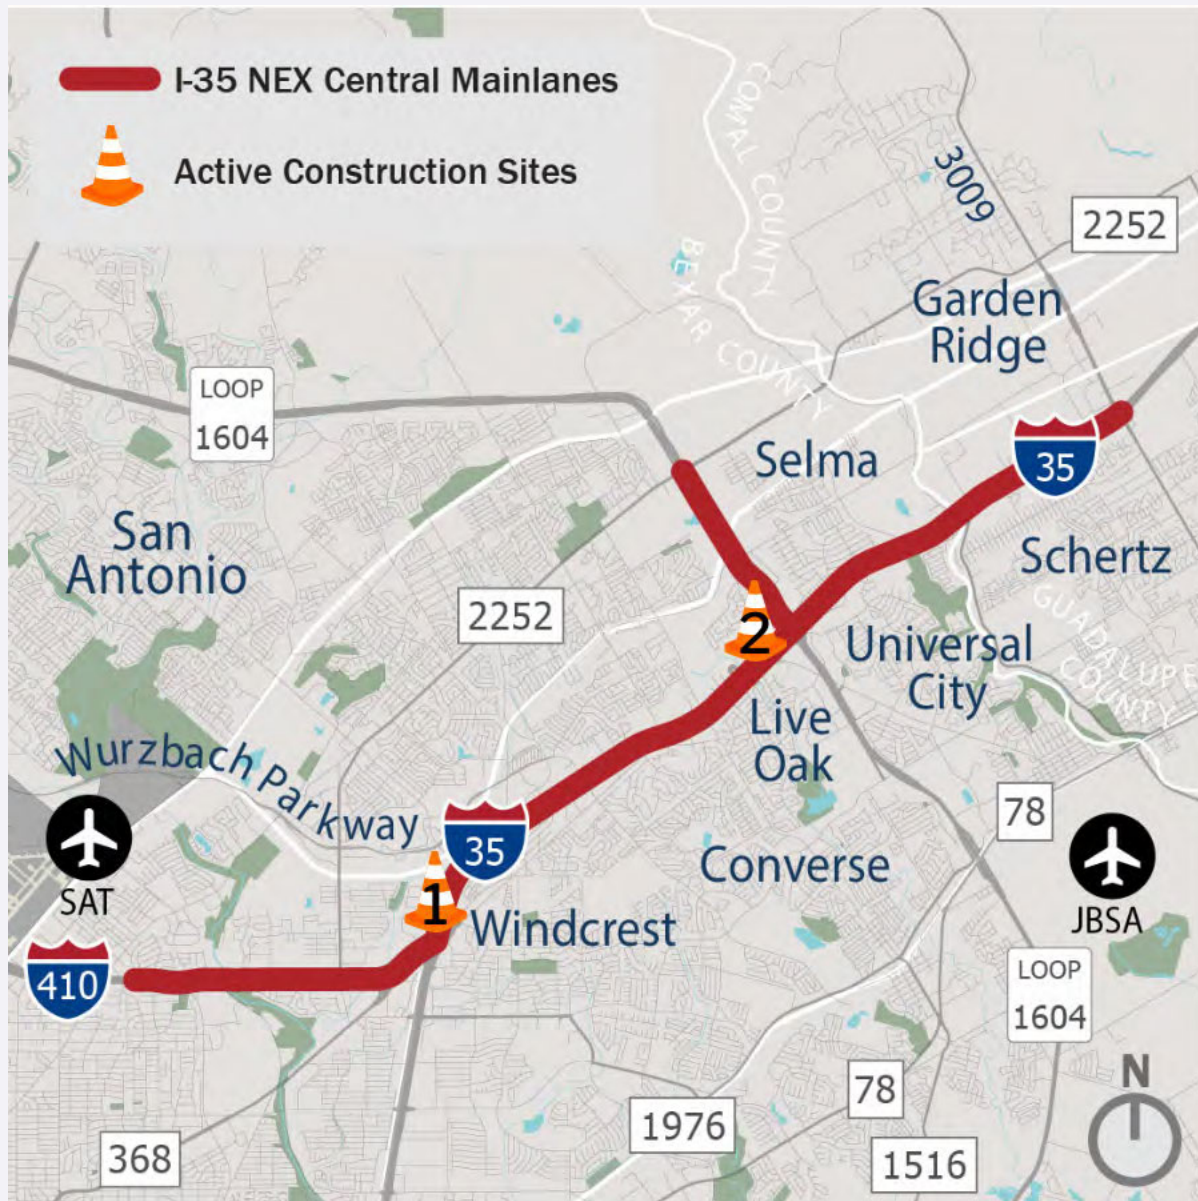 I-35 NEX Central Mainlanes
Active Construction Sites
COMAL COUNTY
BEXAR COUNTY
3009
2252
Garden
Ridge
LOOP
1604
Selma
35
San
Antonio
Schertz
2252
GUADALUPE
COUNTY
2
Universal
City
Live
Oak
Wurzbach Parkway
78
35
SAT
Converse
JBSA
1
Windcrest
410
LOOP
1604
N
78
1976
368
1516